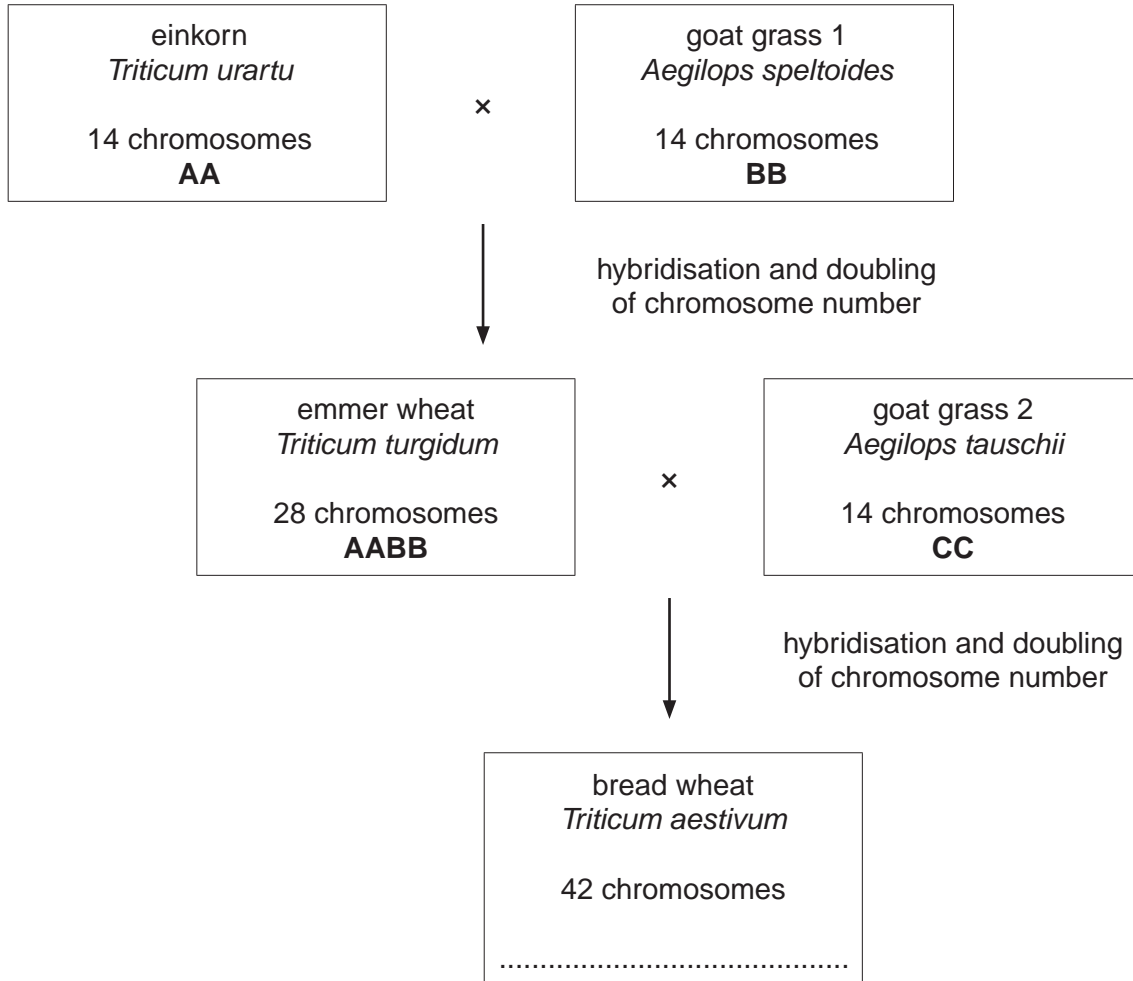 einkorn
Triticum urartu
14 chromosomes
AA
×
goat grass 1
Aegilops speltoides
14 chromosomes
BB
hybridisation and doubling
of chromosome number
emmer wheat
Triticum turgidum
28 chromosomes
AABB
×
goat grass 2
Aegilops tauschii
14 chromosomes
CC
hybridisation and doubling
of chromosome number
bread wheat
Triticum aestivum
42 chromosomes
...........................................